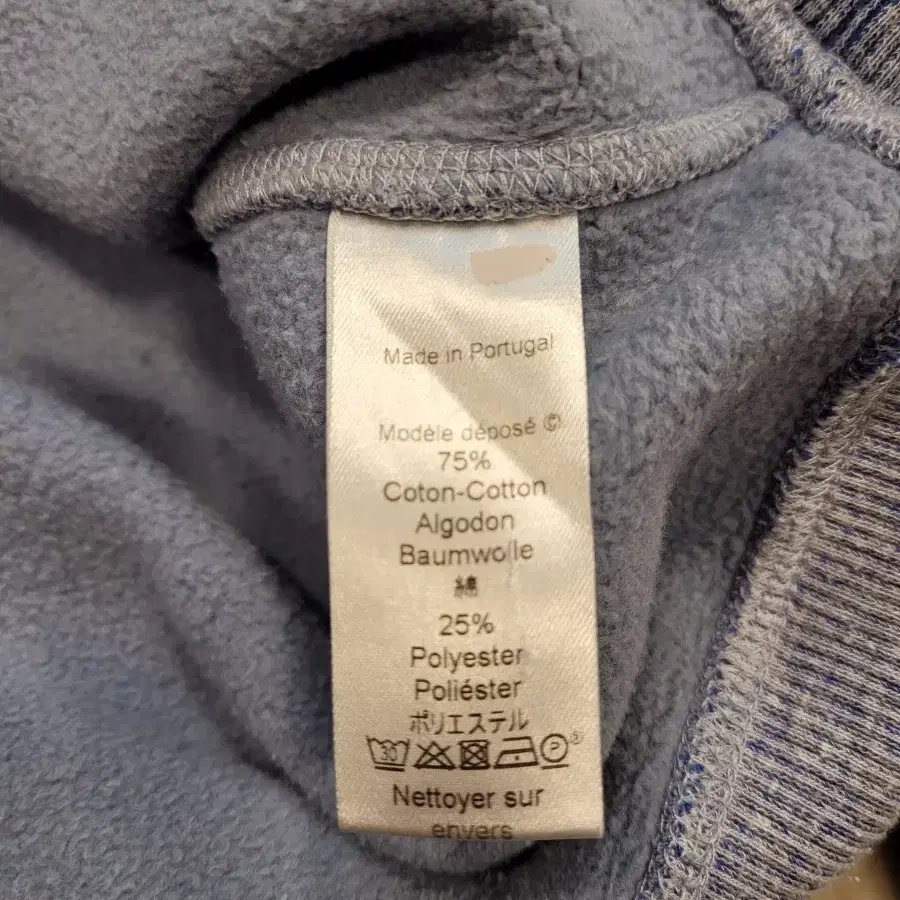 Made in Portugal
Modèle déposé ©
75%
Coton-Cotton
Algodon
Baumwolle
綿
25%
Polyester
Poliéster
ポリエステル
30 P ®
Nettoyer sur
envers